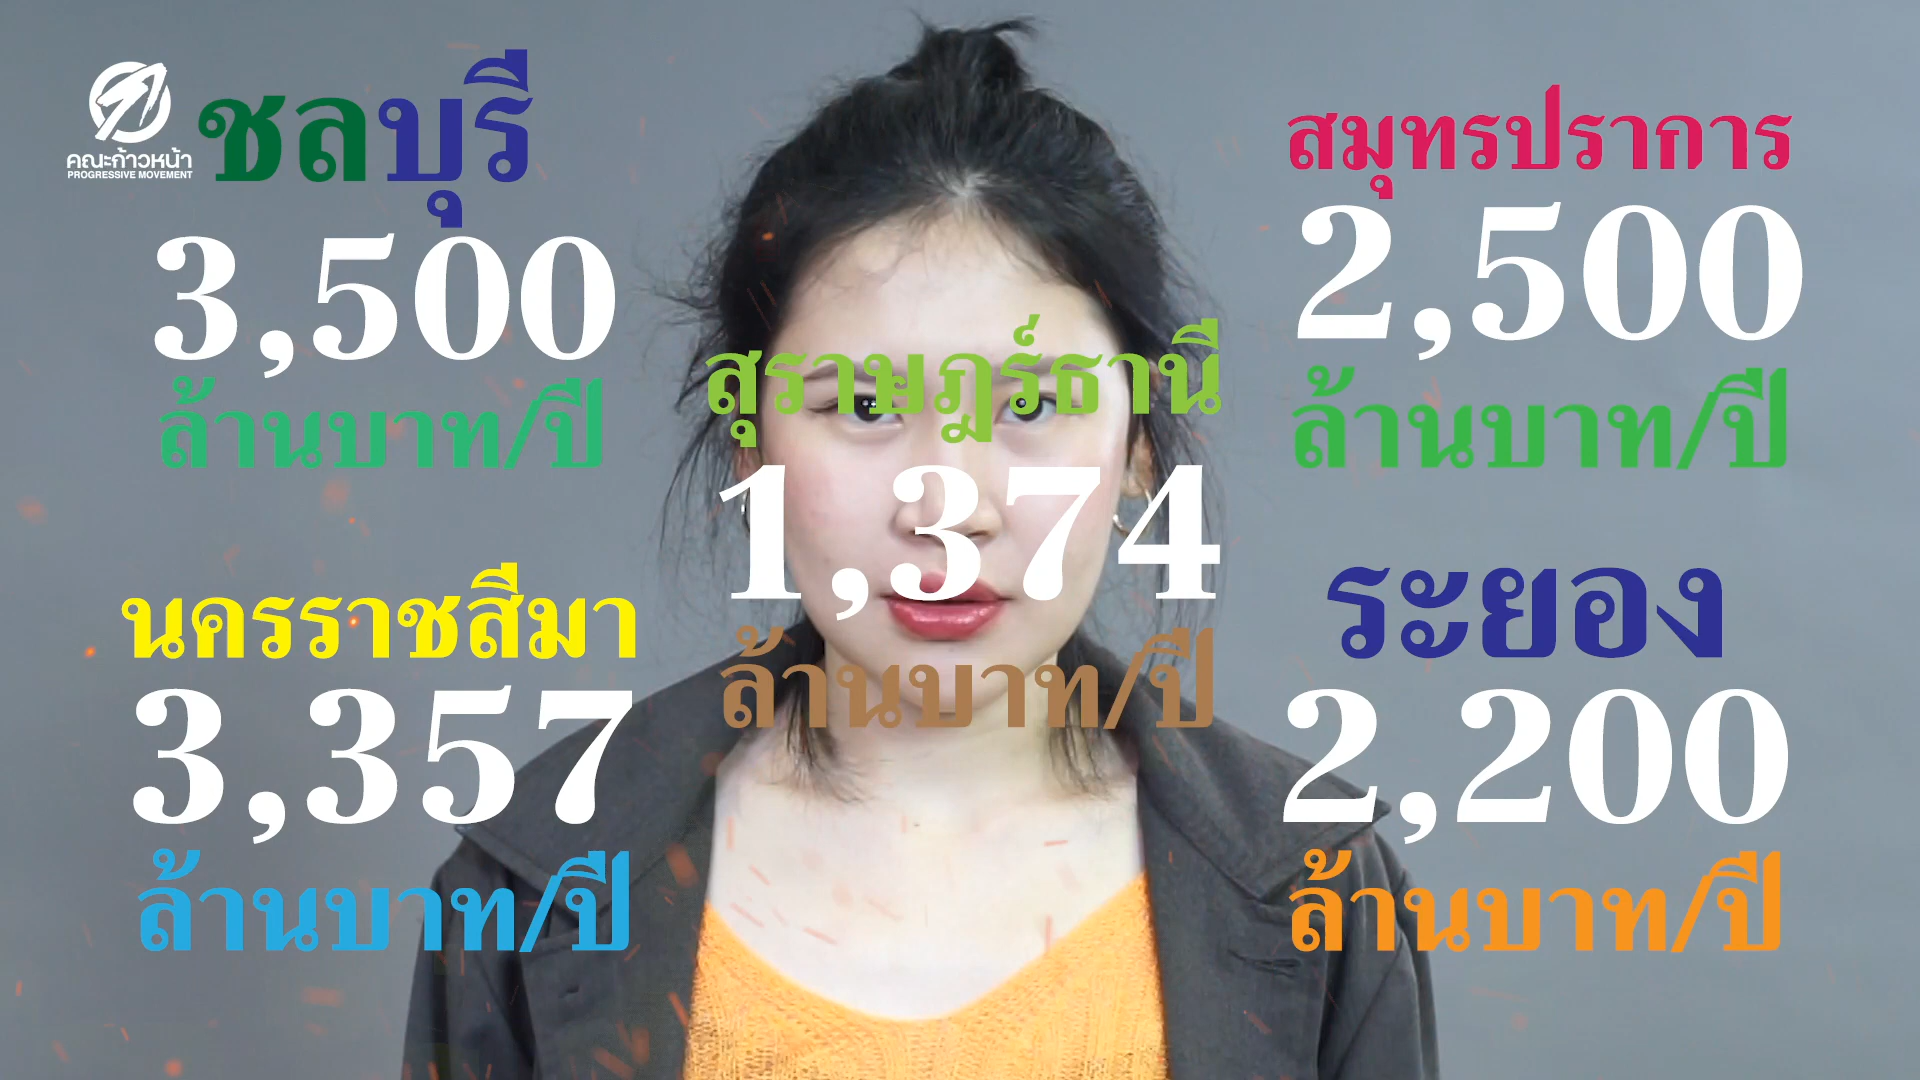 คณะก้าวหน้า
PROGRESSIVE MOVEMENT
ชลบุรี
3,500
ล้านบาท/ปี
สมุทรปราการ
2,500
ล้านบาท/ปี
สุราษฎร์ธานี
1,374
ล้านบาท/ปี
นครราชสีมา
3,357
ล้านบาท/ปี
ระยอง
2,200
ล้านบาท/ปี